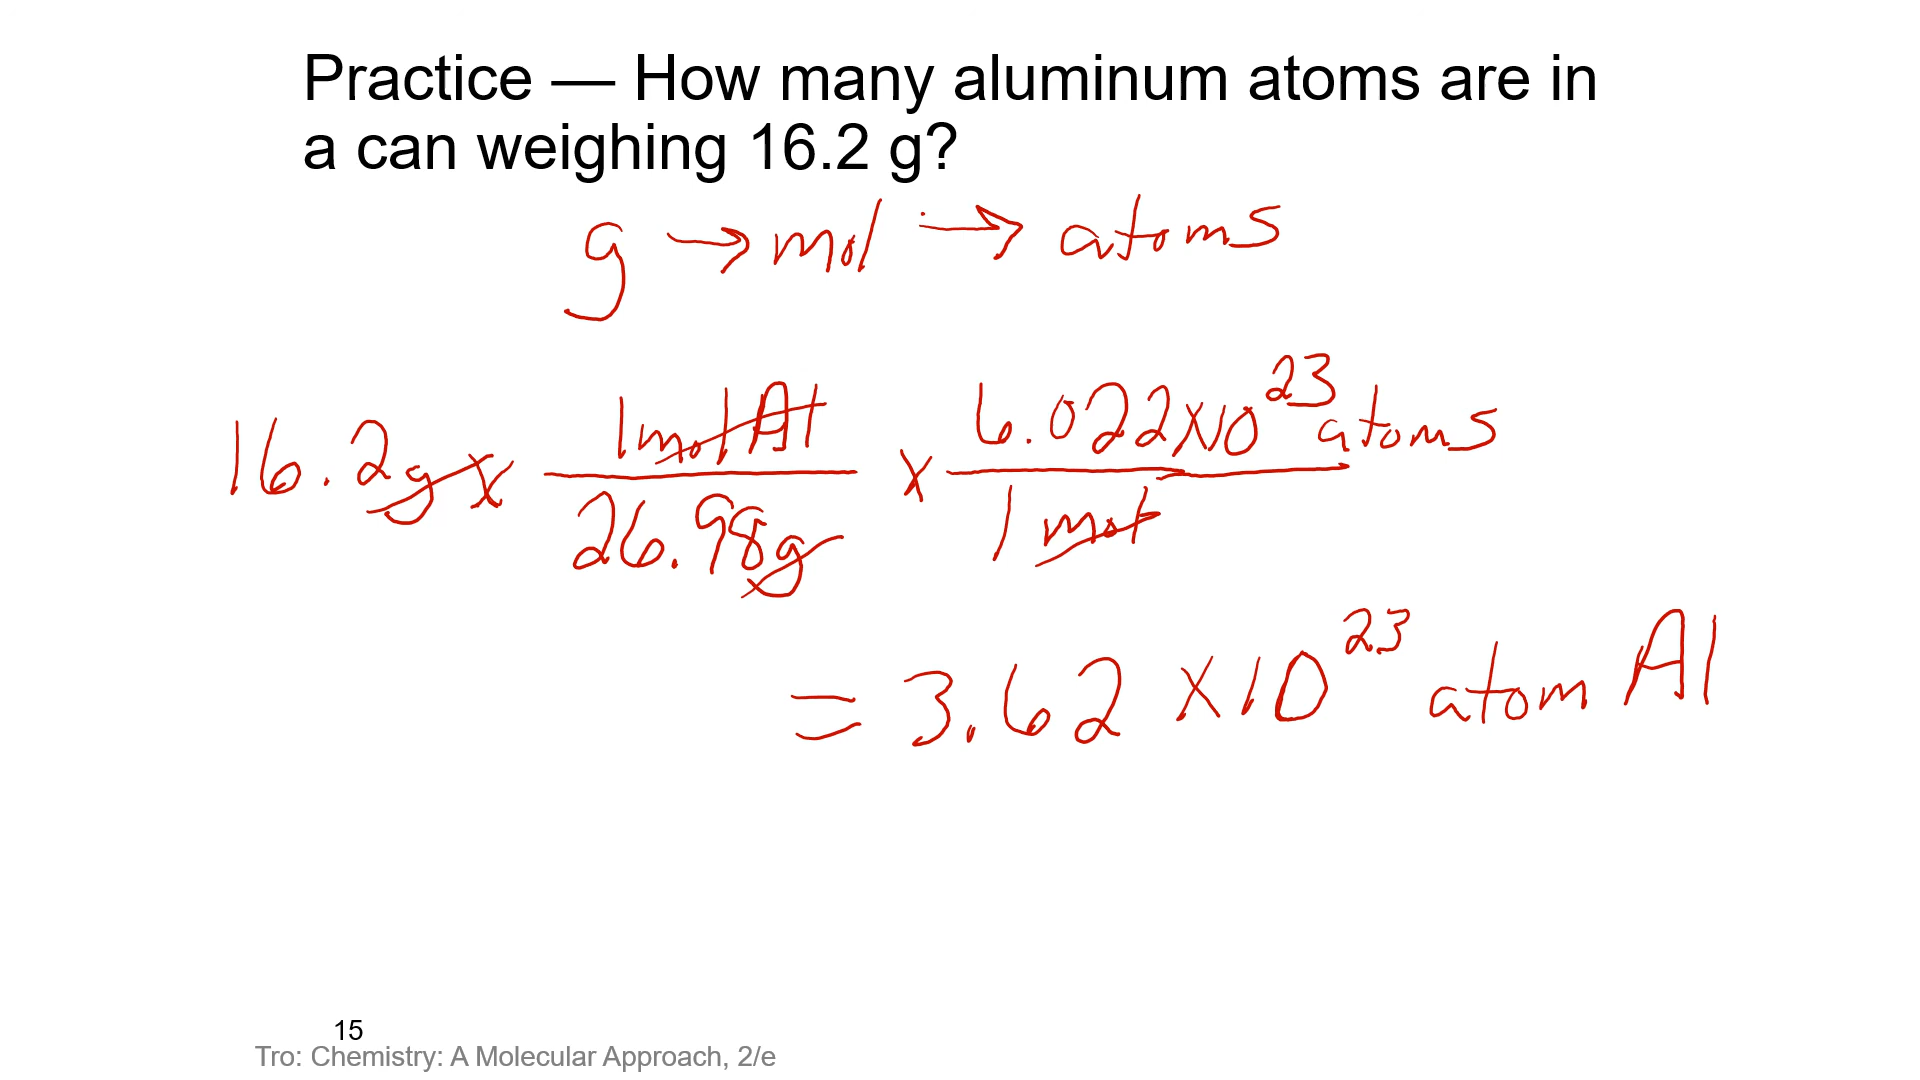 Practice — How many aluminum atoms are in
a can weighing 16.2 g?
g → mol → atoms
16.2g x 1mol Al / 26.98g x 6.022x10^23 atoms / 1 mol
= 3.62 x10^23 atom Al
15
Tro: Chemistry: A Molecular Approach, 2/e